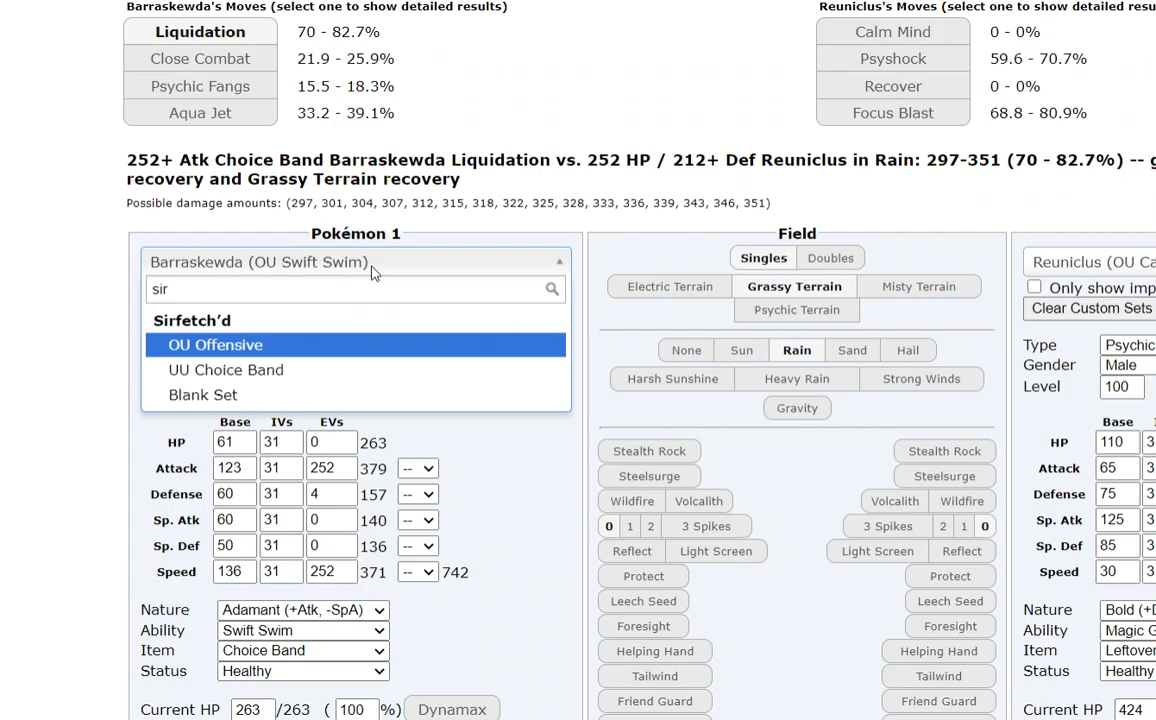 Barraskewda's Moves (select one to show detailed results)
Liquidation 70 - 82.7%
Close Combat 21.9 - 25.9%
Psychic Fangs 15.5 - 18.3%
Aqua Jet 33.2 - 39.1%
Reuniclus's Moves (select one to show detailed resu
Calm Mind 0 - 0%
Psyshock 59.6 - 70.7%
Recover 0 - 0%
Focus Blast 68.8 - 80.9%
252+ Atk Choice Band Barraskewda Liquidation vs. 252 HP / 212+ Def Reuniclus in Rain: 297-351 (70 - 82.7%) -- g
recovery and Grassy Terrain recovery
Possible damage amounts: (297, 301, 304, 307, 312, 315, 318, 322, 325, 328, 333, 336, 339, 343, 346, 351)
Pokémon 1
Barraskewda (OU Swift Swim)
sir
Sirfetch’d
OU Offensive
UU Choice Band
Blank Set
Base IVs EVs
HP 61 31 0 263
Attack 123 31 252 379 --
Defense 60 31 4 157 --
Sp. Atk 60 31 0 140 --
Sp. Def 50 31 0 136 --
Speed 136 31 252 371 -- 742
Nature Adamant (+Atk, -SpA)
Ability Swift Swim
Item Choice Band
Status Healthy
Current HP 263 /263 ( 100 %) Dynamax
Field
Singles Doubles
Electric Terrain Grassy Terrain Misty Terrain
Psychic Terrain
None Sun Rain Sand Hail
Harsh Sunshine Heavy Rain Strong Winds
Gravity
Stealth Rock Stealth Rock
Steelsurge Steelsurge
Wildfire Volcalith Volcalith Wildfire
0 1 2 3 Spikes 3 Spikes 2 1 0
Reflect Light Screen Light Screen Reflect
Protect Protect
Leech Seed Leech Seed
Foresight Foresight
Helping Hand Helping Hand
Tailwind Tailwind
Friend Guard Friend Guard
Reuniclus (OU Ca
Only show imp
Clear Custom Sets
Type Psychic
Gender Male
Level 100
Base
HP 110 3
Attack 65 3
Defense 75 3
Sp. Atk 125 3
Sp. Def 85 3
Speed 30 3
Nature Bold (+D
Ability Magic G
Item Leftover
Status Healthy
Current HP 424